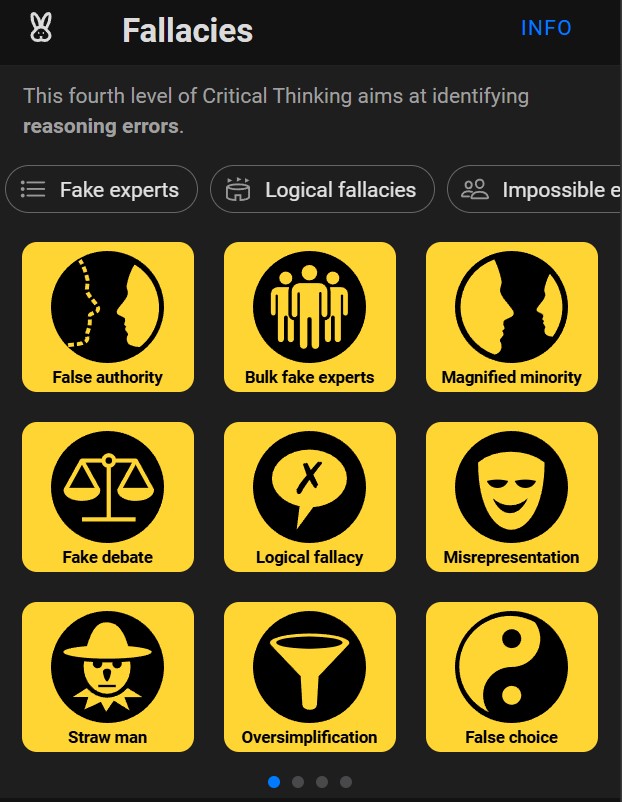 Fallacies
INFO
This fourth level of Critical Thinking aims at identifying
reasoning errors.
Fake experts
Logical fallacies
Impossible e
False authority
Bulk fake experts
Magnified minority
Fake debate
X
Logical fallacy
Misrepresentation
Straw man
Oversimplification
False choice